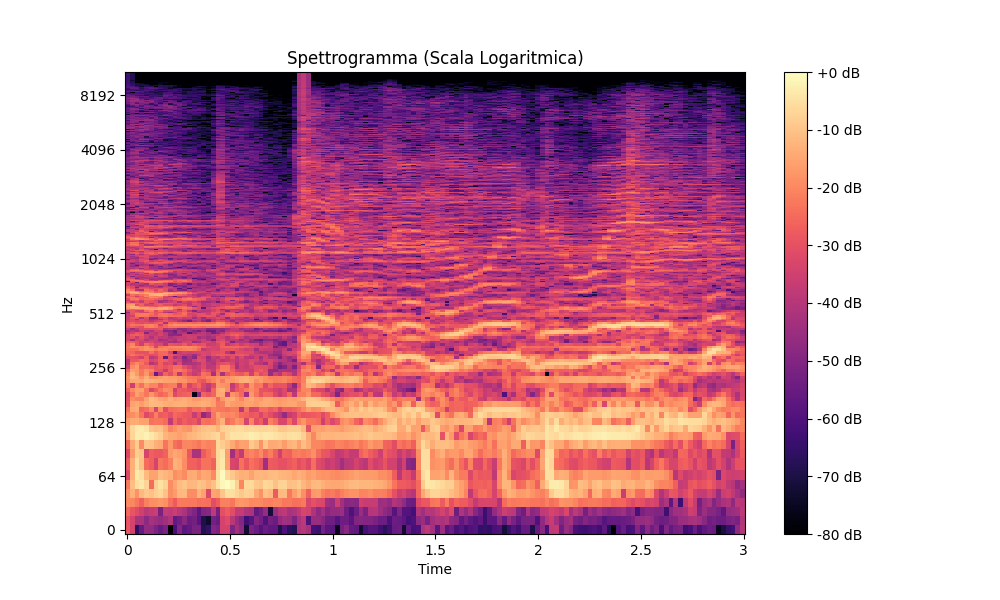 Spettrogramma (Scala Logaritmica)
8192
4096
2048
1024
512
256
128
64
0
Hz
0
0.5
1
1.5
2
2.5
3
Time
+0 dB
-10 dB
-20 dB
-30 dB
-40 dB
-50 dB
-60 dB
-70 dB
-80 dB